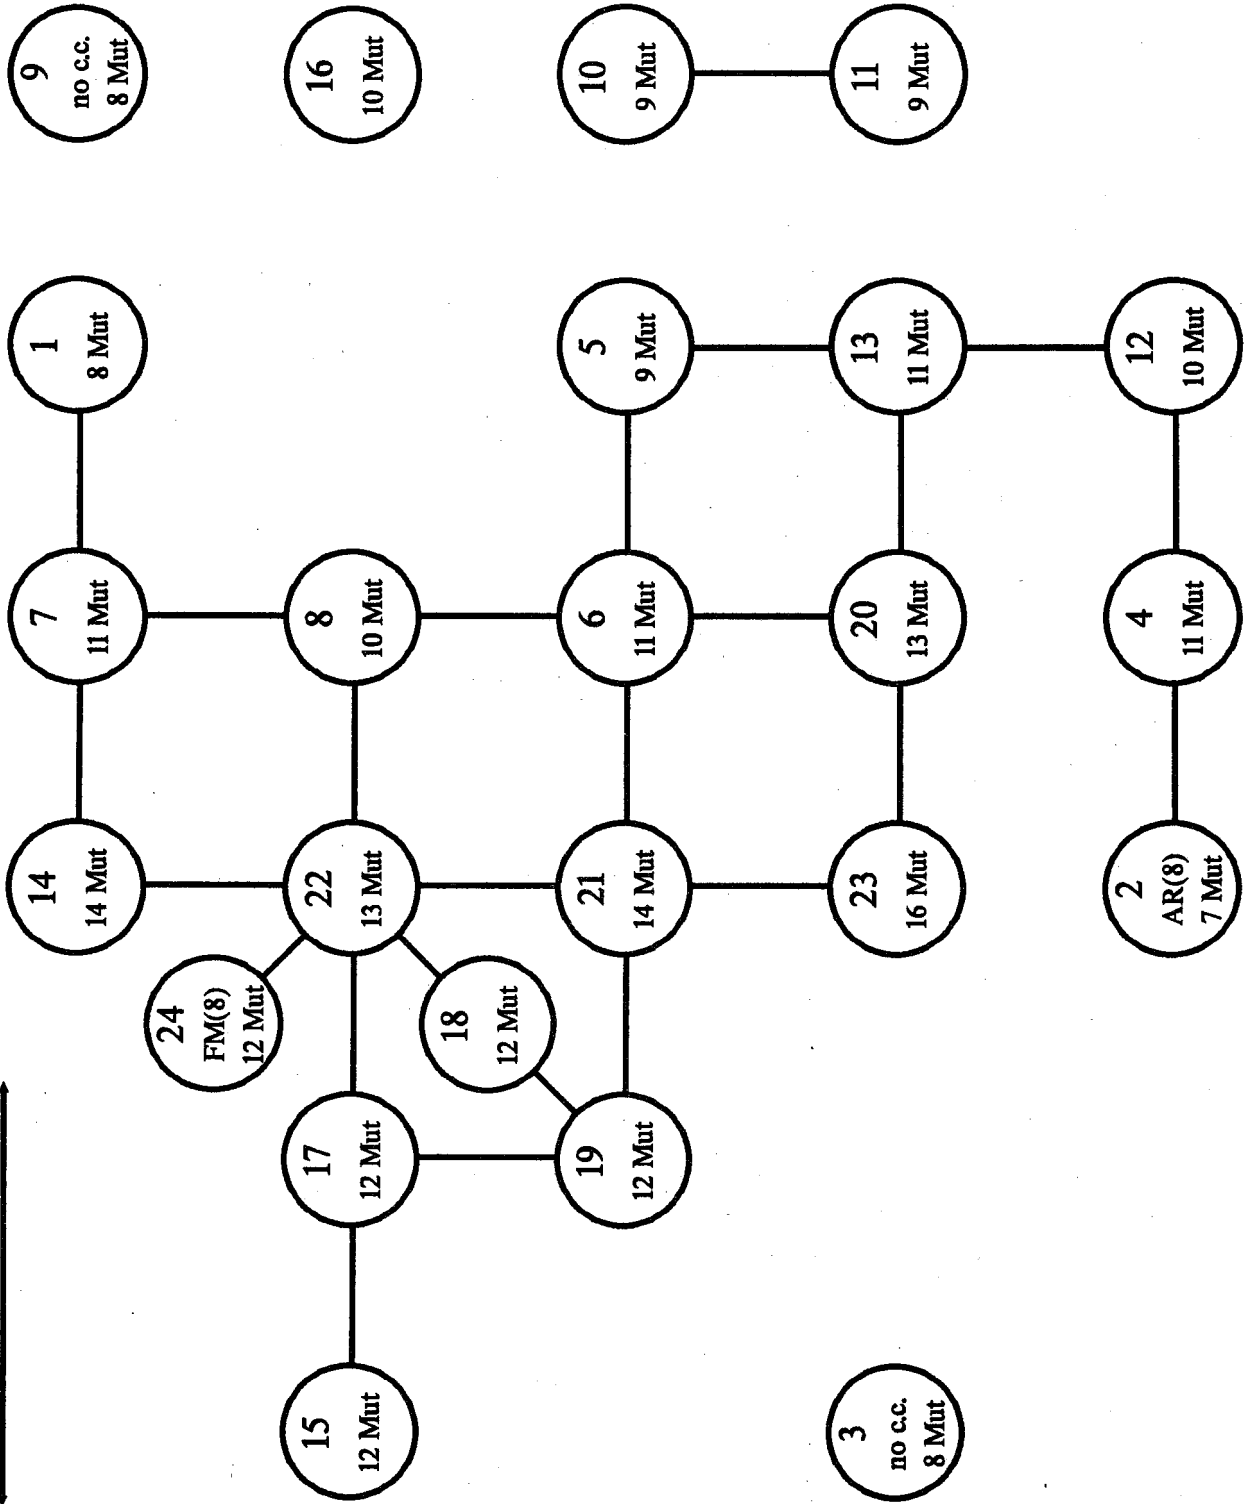 14
14 Mut
7
11 Mut
1
8 Mut
9
no c.c.
8 Mut
24
FM(8)
12 Mut
15
12 Mut
17
12 Mut
22
13 Mut
8
10 Mut
16
10 Mut
18
12 Mut
19
12 Mut
21
14 Mut
6
11 Mut
5
9 Mut
10
9 Mut
3
no c.c.
8 Mut
23
16 Mut
20
13 Mut
13
11 Mut
11
9 Mut
2
AR(8)
7 Mut
4
11 Mut
12
10 Mut